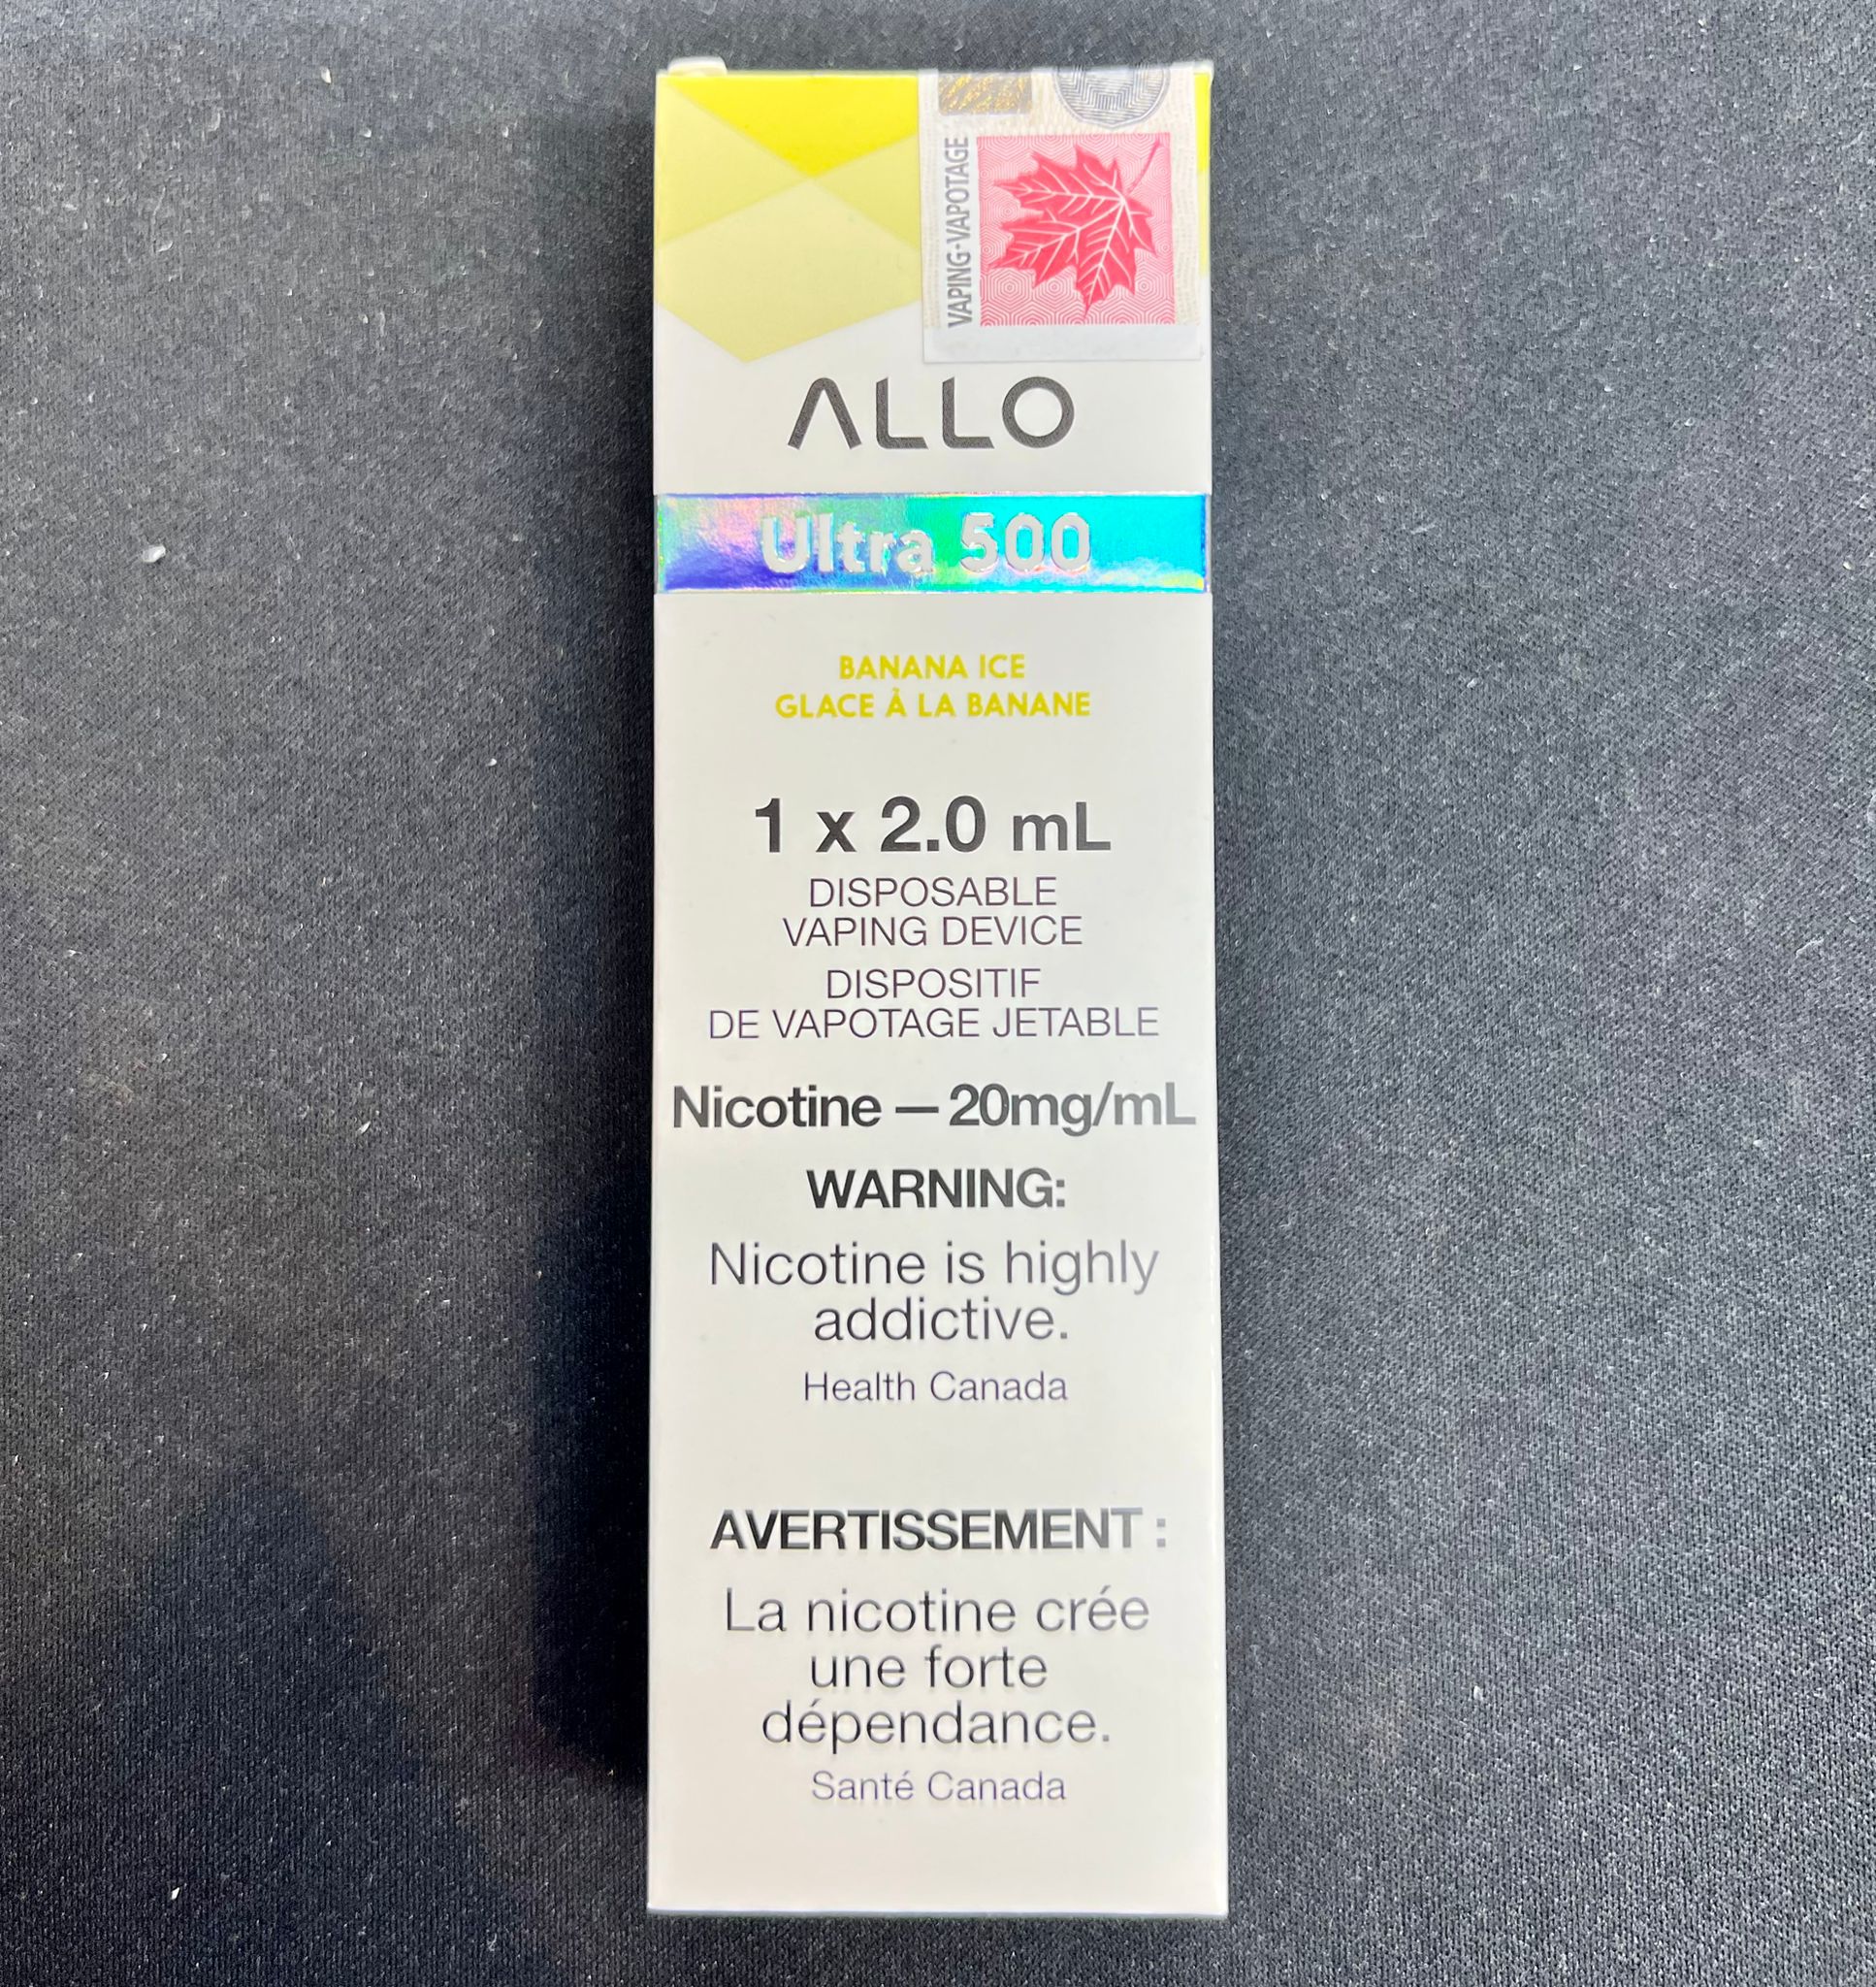 VAPING-VAPOTAGE
ALLO
Ultra 500
BANANA ICE
GLACE À LA BANANE
1 x 2.0 mL
DISPOSABLE
VAPING DEVICE
DISPOSITIF
DE VAPOTAGE JETABLE
Nicotine — 20mg/mL
WARNING:
Nicotine is highly
addictive.
Health Canada
AVERTISSEMENT :
La nicotine crée
une forte
dépendance.
Santé Canada